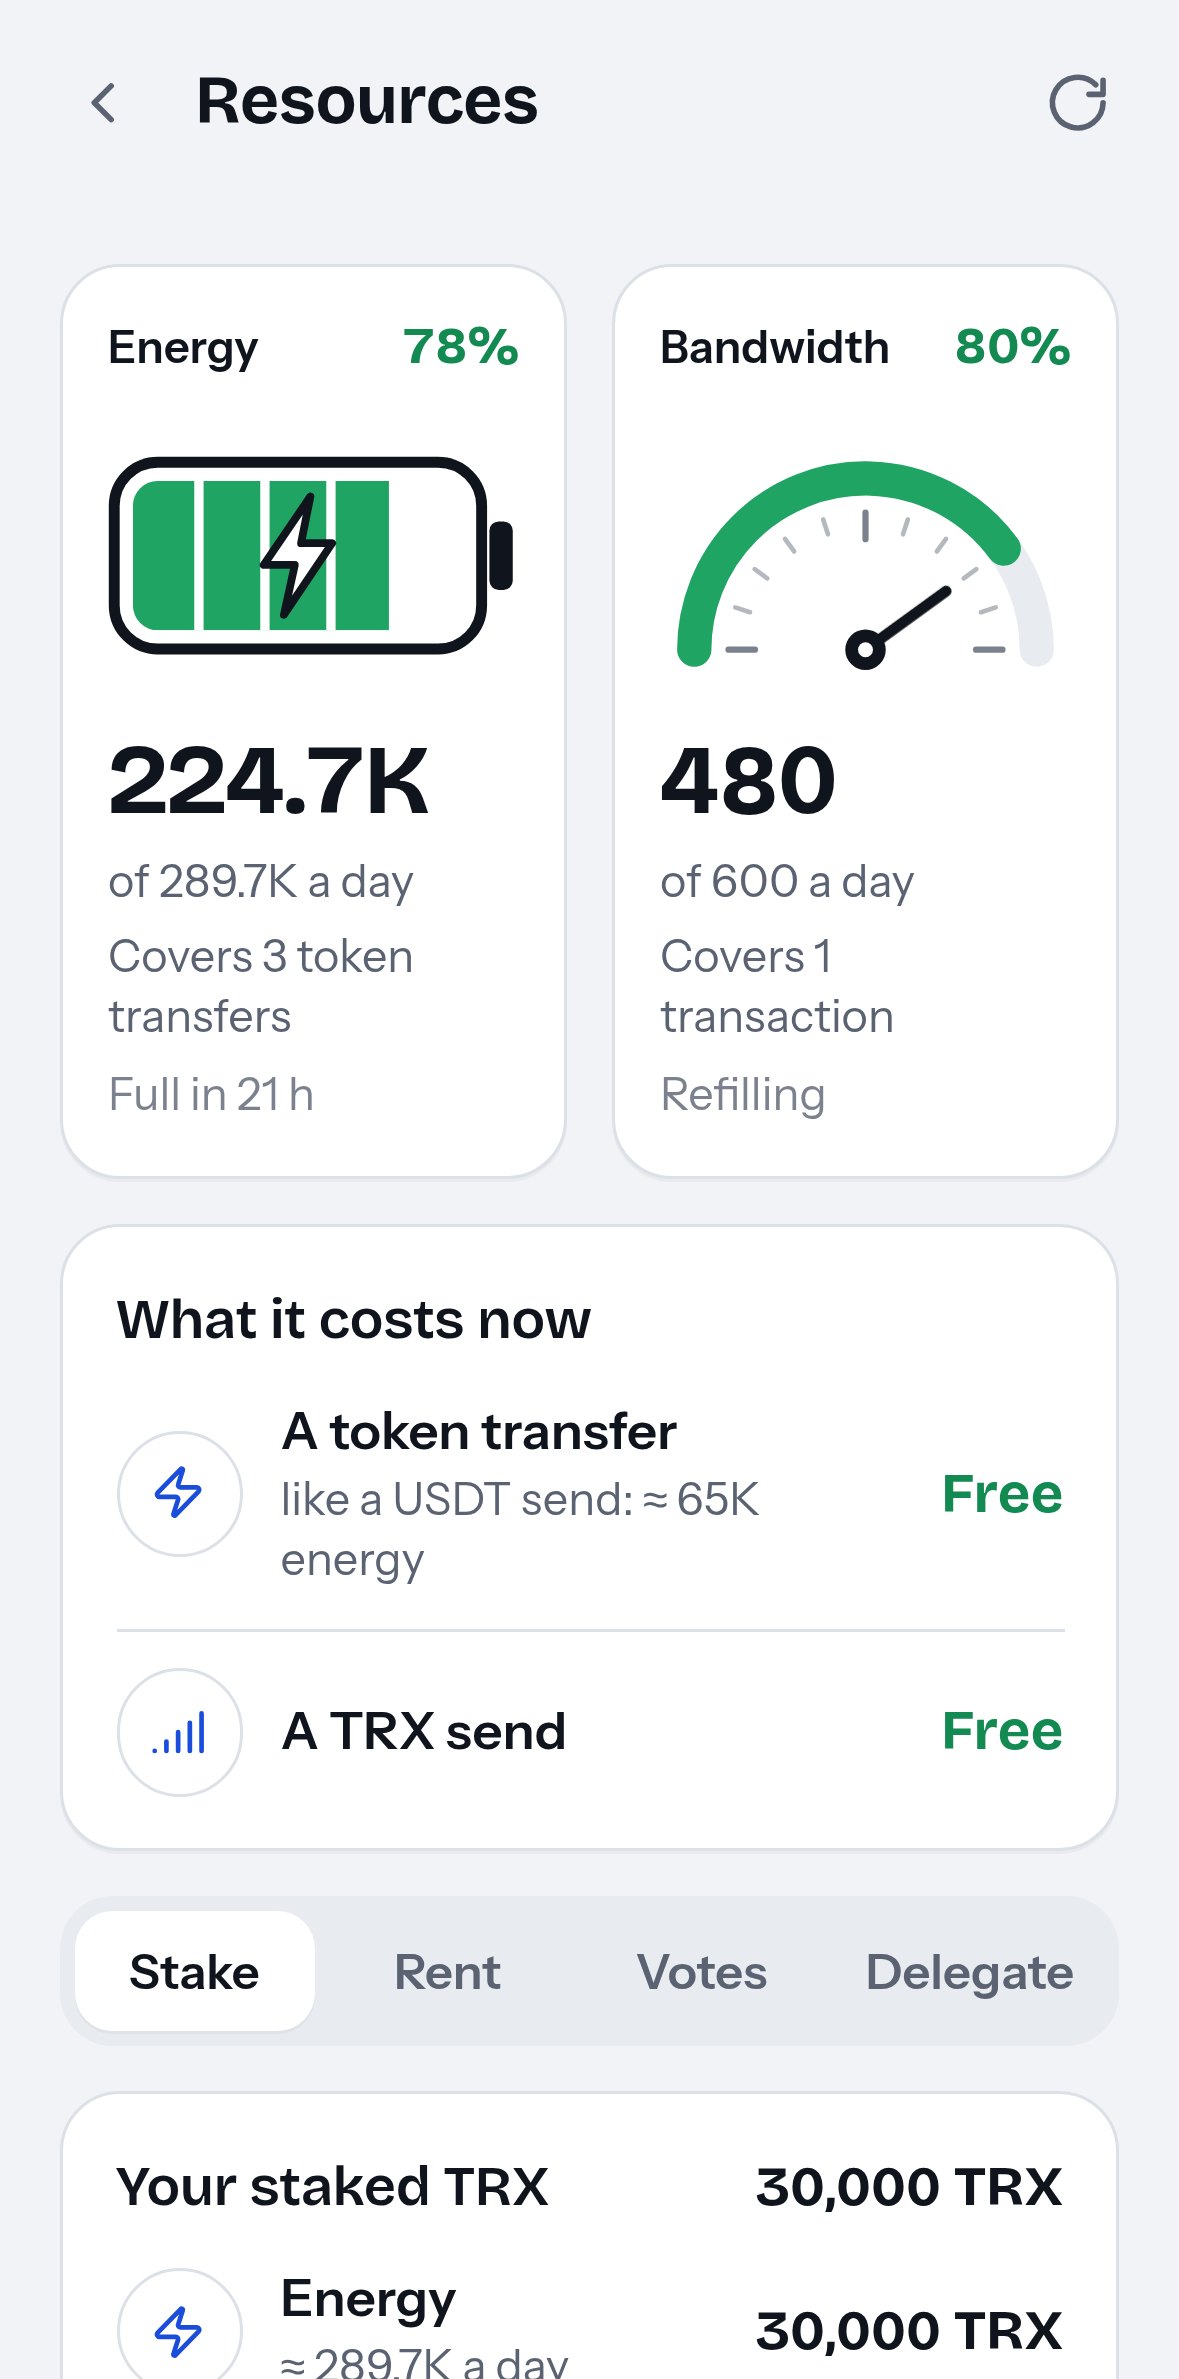 Resources
Energy 78%
Bandwidth 80%
224.7K
of 289.7K a day
Covers 3 token
transfers
Full in 21 h
480
of 600 a day
Covers 1
transaction
Refilling
What it costs now
A token transfer
like a USDT send: ≈ 65K
energy
Free
A TRX send
Free
Stake
Rent
Votes
Delegate
Your staked TRX
30,000 TRX
Energy
≈ 289.7K a day
30,000 TRX